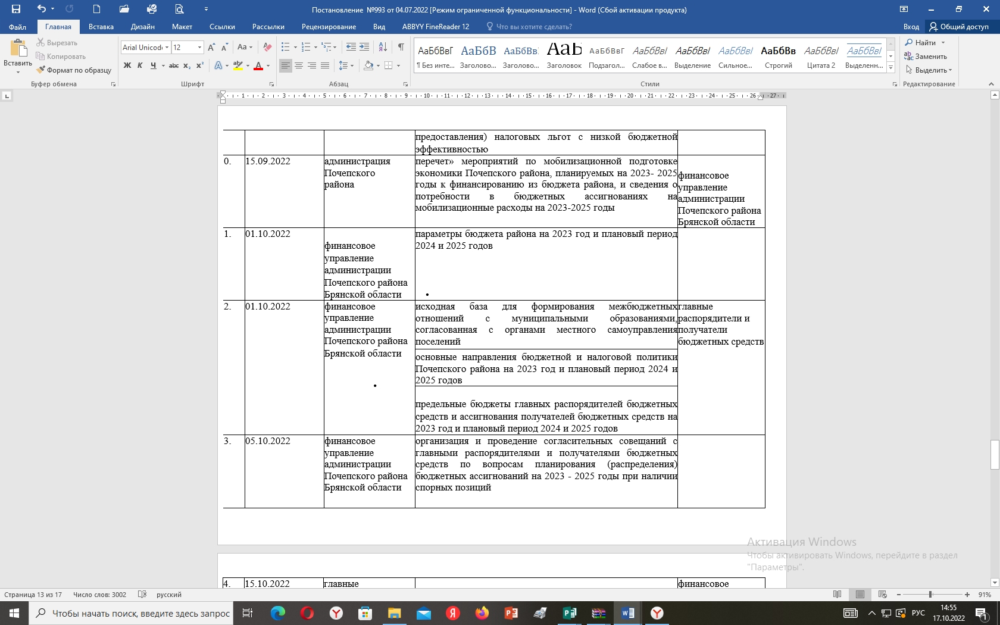 Постановление №993 от 04.07.2022 [Режим ограниченной функциональности] - Word (Сбой активации продукта)
Файл Главная Вставка Дизайн Макет Ссылки Рассылки Рецензирование Вид ABBYY FineReader 12 Что вы хотите сделать? Вход Общий доступ
Вставить
Вырезать
Копировать
Формат по образцу
Буфер обмена
Arial Unicode 12
Ж К Ч abc x₂ x²
Шрифт
Абзац
АаБбВвГ АаБбВ АаБбВв АаБ АаБбВвГ АаБбВвІ АаБбВвІ АаБбВвІ АаБбВв АаБбВвІ АаБбВвІ
¶ Без инте... Заголово... Заголово... Заголовок Подзагол... Слабое в... Выделение Сильное... Строгий Цитата 2 Выделенн...
Стили
Найти
Заменить
Выделить
Редактирование
1 2 3 4 5 6 7 8 9 10 11 12 13 14 15 16 17 18 19 20 21 22 23 24 25 26 27
предоставления) налоговых льгот с низкой бюджетной
эффективностью
0. 15.09.2022
администрация
Почепского
района
перечет» мероприятий по мобилизационной подготовке
экономики Почепского района, планируемых на 2023- 2025
годы к финансированию из бюджета района, и сведения о
потребности в бюджетных ассигнованиях на
мобилизационные расходы на 2023-2025 годы
финансовое
управление
администрации
Почепского района
Брянской области
1. 01.10.2022
финансовое
управление
администрации
Почепского района
Брянской области
параметры бюджета района на 2023 год и плановый период
2024 и 2025 годов
•
2. 01.10.2022
финансовое
управление
администрации
Почепского района
Брянской области
•
исходная база для формирования межбюджетных
отношений с муниципальными образованиями,
согласованная с органами местного самоуправления
поселений
основные направления бюджетной и налоговой политики
Почепского района на 2023 год и плановый период 2024 и
2025 годов
предельные бюджеты главных распорядителей бюджетных
средств и ассигнования получателей бюджетных средств на
2023 год и плановый период 2024 и 2025 годов
главные
распорядители и
получатели
бюджетных средств
3. 05.10.2022
финансовое
управление
администрации
Почепского района
Брянской области
организация и проведение согласительных совещаний с
главными распорядителями и получателями бюджетных
средств по вопросам планирования (распределения)
бюджетных ассигнований на 2023 - 2025 годы при наличии
спорных позиций
Активация Windows
Чтобы активировать Windows, перейдите в раздел
"Параметры".
4. 15.10.2022 главные финансовое
Страница 13 из 17 Число слов: 3002 русский 91%
Чтобы начать поиск, введите здесь запрос
РУС
14:55
17.10.2022
1